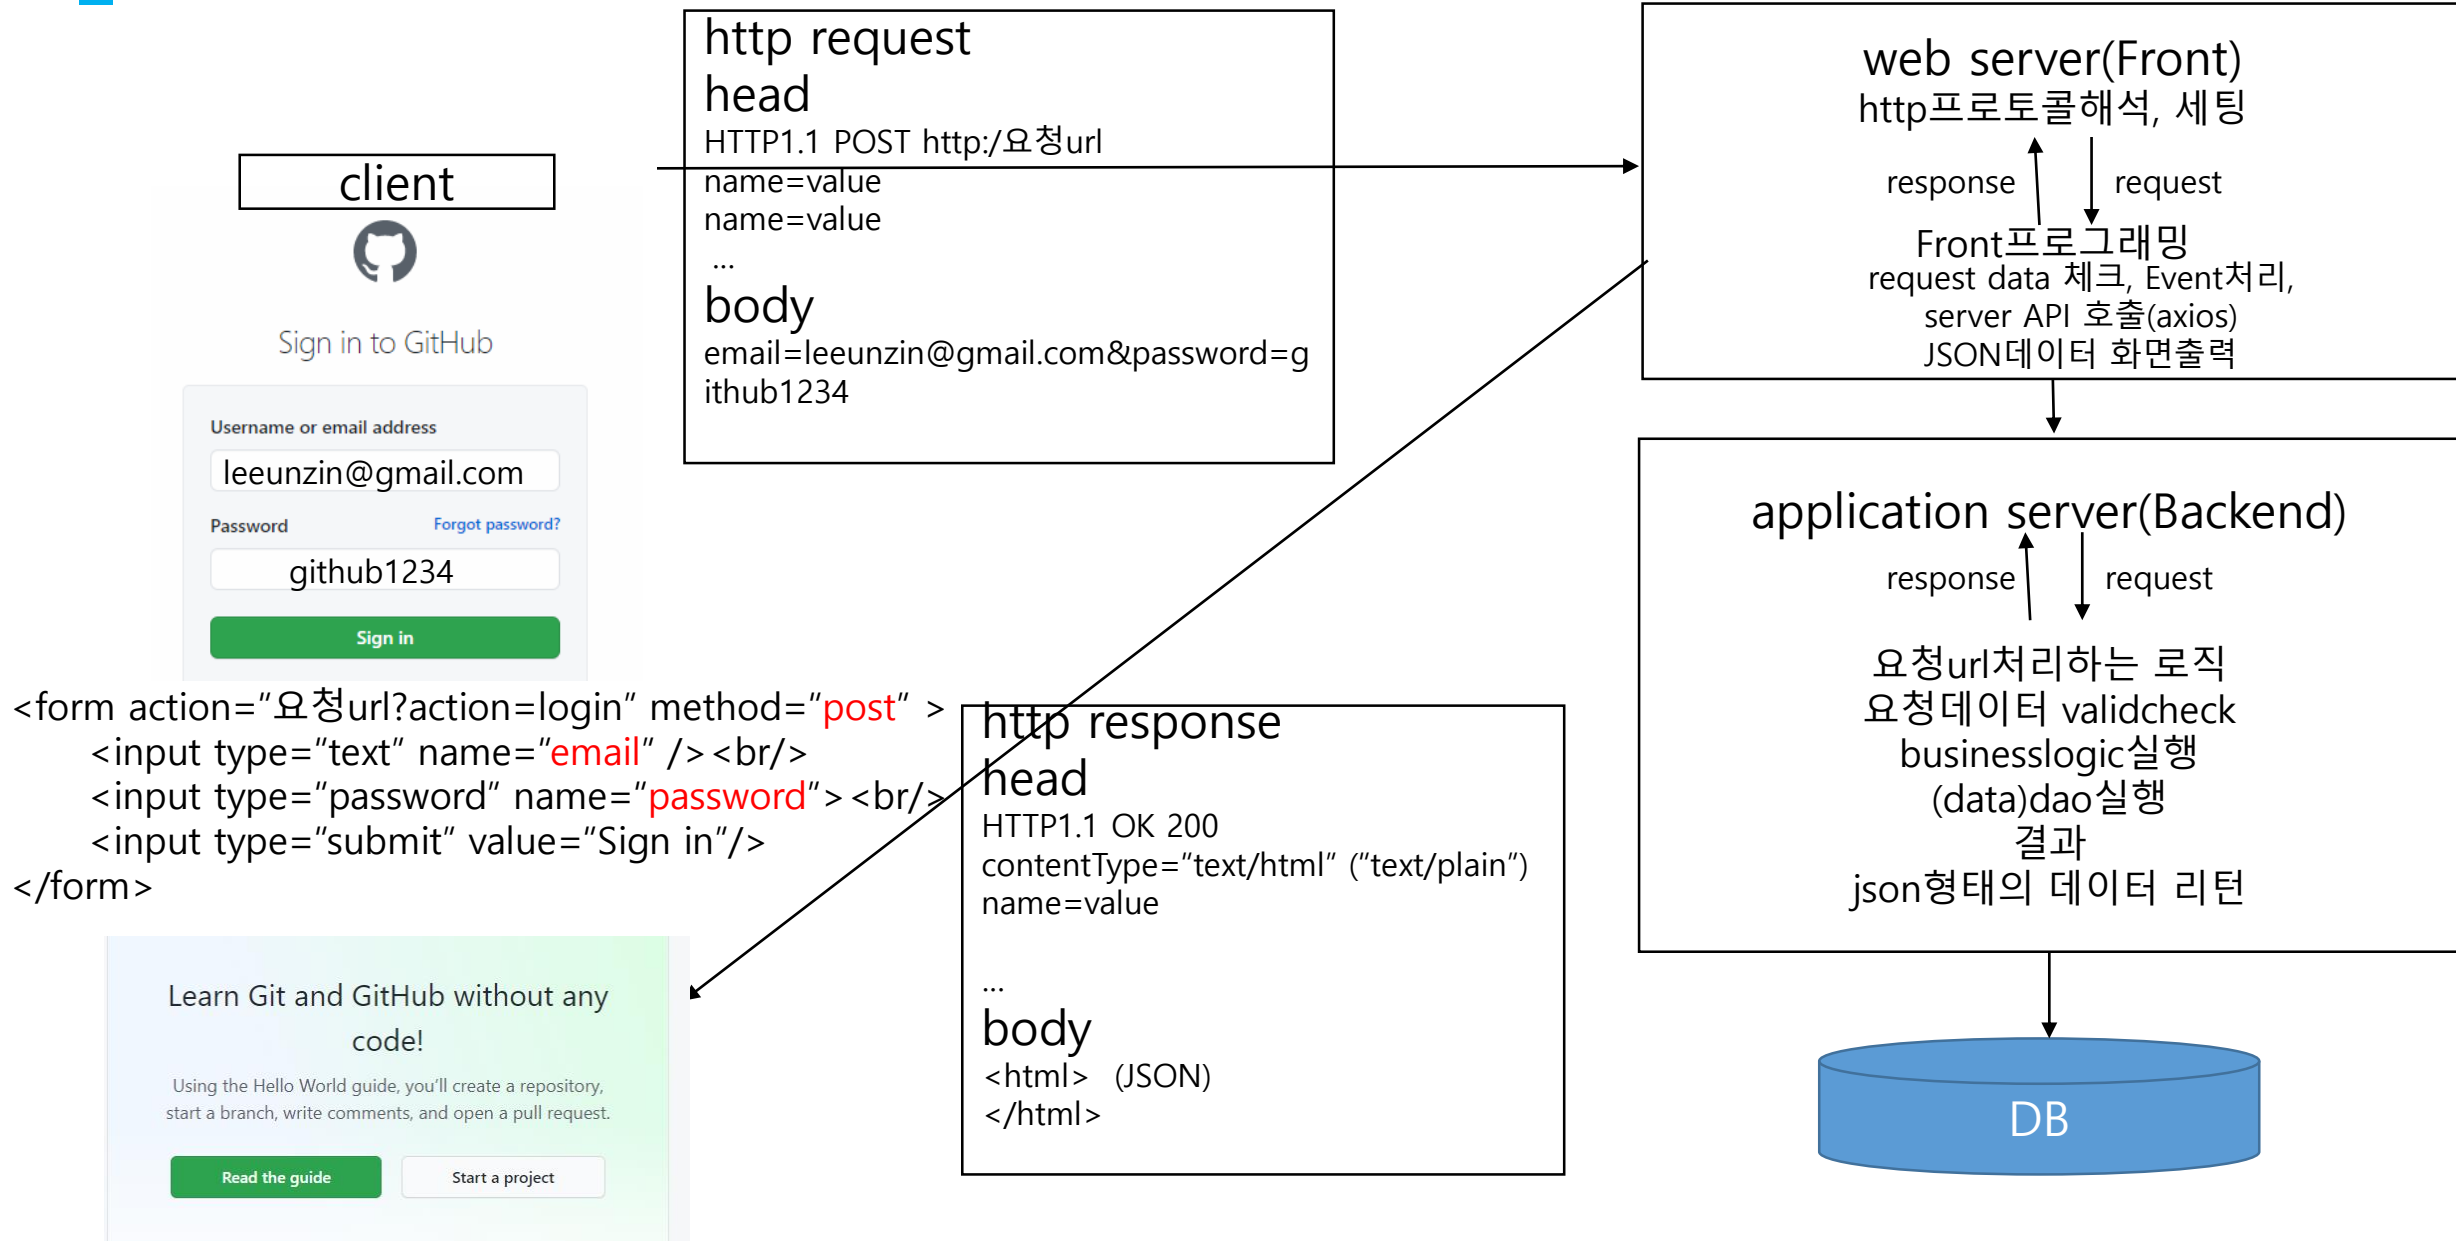 client
Sign in to GitHub
Username or email address
leeunzin@gmail.com
Password
Forgot password?
github1234
Sign in
<form action="요청url?action=login" method="post" >
<input type="text" name="email" /><br/>
<input type="password" name="password"><br/>
<input type="submit" value="Sign in"/>
</form>
Learn Git and GitHub without any
code!
Using the Hello World guide, you'll create a repository,
start a branch, write comments, and open a pull request.
Read the guide
Start a project
http request
head
HTTP1.1 POST http:/요청url
name=value
name=value
...
body
email=leeunzin@gmail.com&password=g
ithub1234
http response
head
HTTP1.1 OK 200
contentType="text/html" ("text/plain")
name=value
...
body
<html> (JSON)
</html>
web server(Front)
http프로토콜해석, 세팅
response
request
Front프로그래밍
request data 체크, Event처리,
server API 호출(axios)
JSON데이터 화면출력
application server(Backend)
response
request
요청url처리하는 로직
요청데이터 validcheck
businesslogic실행
(data)dao실행
결과
json형태의 데이터 리턴
DB